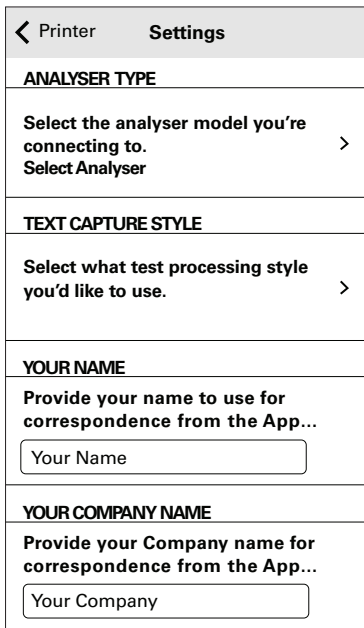 Printer Settings
ANALYSER TYPE
Select the analyser model you're
connecting to.
Select Analyser
TEXT CAPTURE STYLE
Select what test processing style
you'd like to use.
YOUR NAME
Provide your name to use for
correspondence from the App...
Your Name
YOUR COMPANY NAME
Provide your Company name for
correspondence from the App...
Your Company